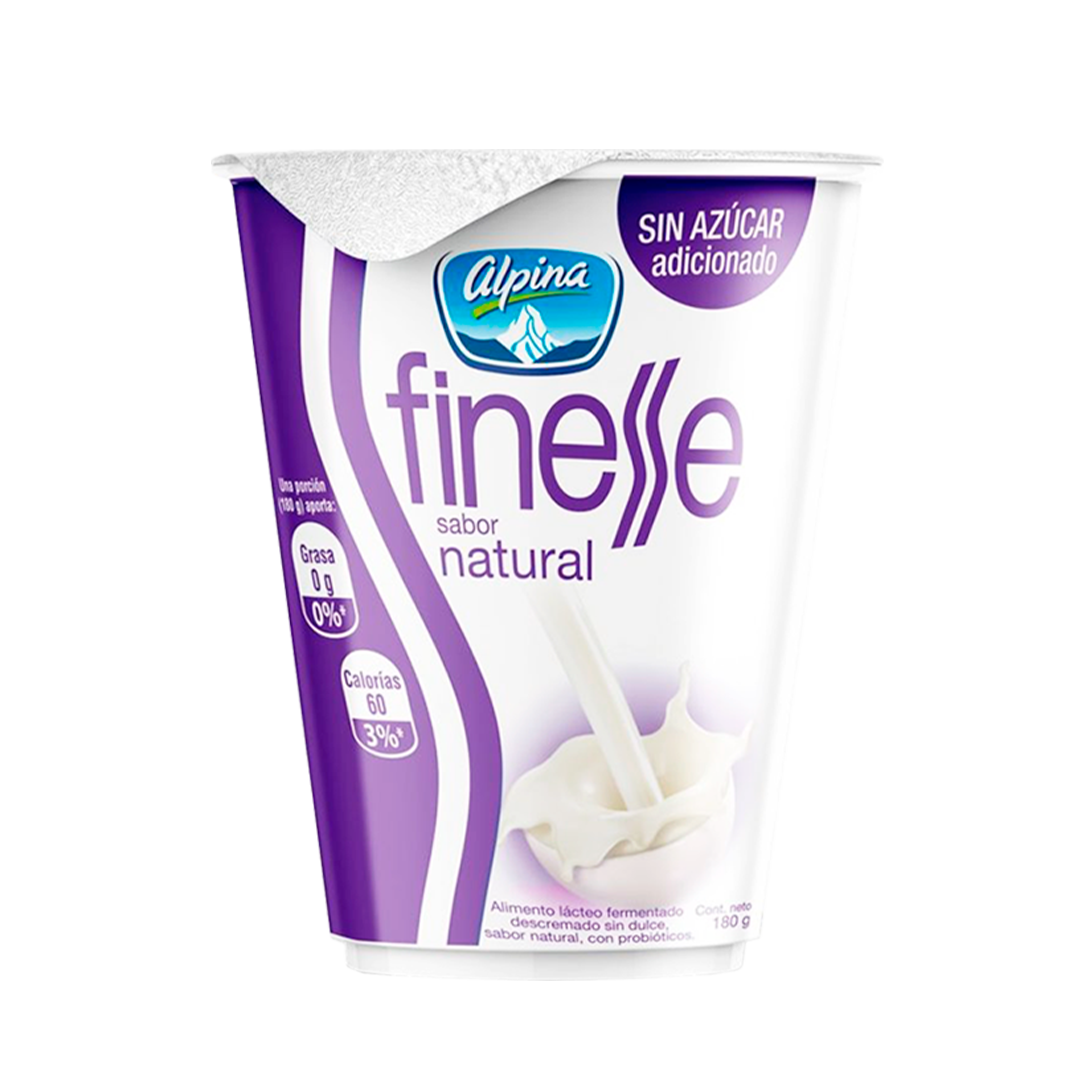 SIN AZÚCAR
adicionado
alpina
finesse
sabor
natural
Una porción
(180 g) aporta:
Grasa
0 g
0%*
Calorías
60
3%*
Alimento lácteo fermentado
descremado sin dulce,
sabor natural, con probióticos.
Cont. neto
180 g